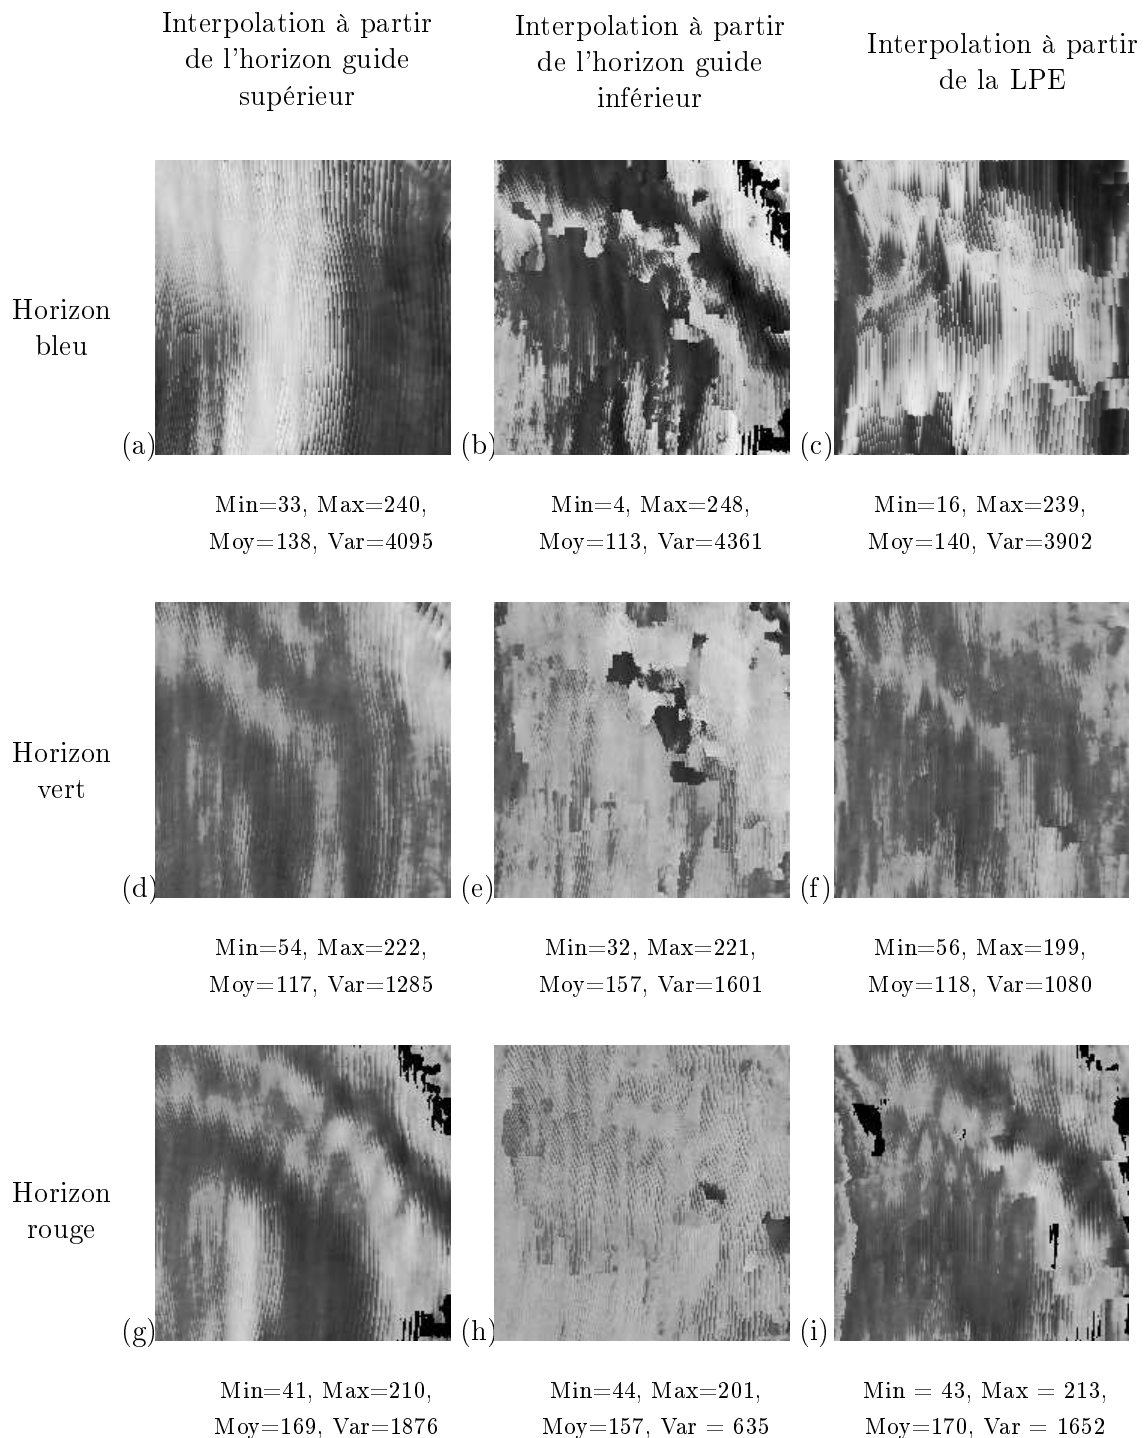 Interpolation à partir
de l'horizon guide
supérieur
Interpolation à partir
de l'horizon guide
inférieur
Interpolation à partir
de la LPE
Horizon
bleu
(a)
(b)
(c)
Min=33, Max=240,
Moy=138, Var=4095
Min=4, Max=248,
Moy=113, Var=4361
Min=16, Max=239,
Moy=140, Var=3902
Horizon
vert
(d)
(e)
(f)
Min=54, Max=222,
Moy=117, Var=1285
Min=32, Max=221,
Moy=157, Var=1601
Min=56, Max=199,
Moy=118, Var=1080
Horizon
rouge
(g)
(h)
(i)
Min=41, Max=210,
Moy=169, Var=1876
Min=44, Max=201,
Moy=157, Var = 635
Min = 43, Max = 213,
Moy=170, Var = 1652